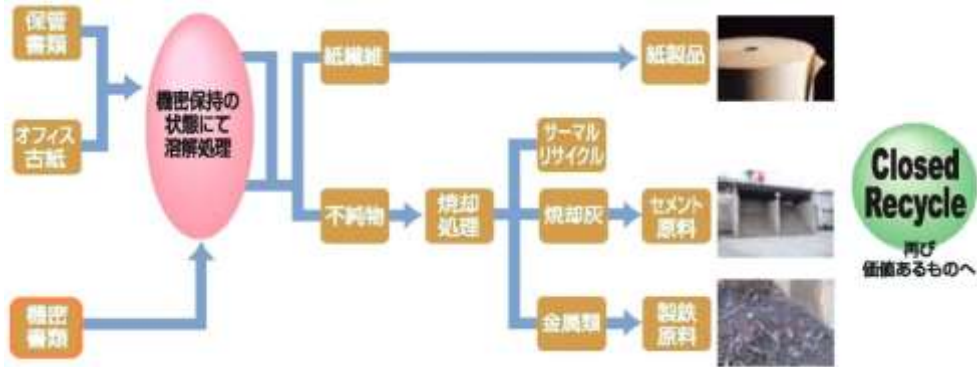 保管
書類
オフィス
古紙
機密
書類
機密保持の
状態にて
溶解処理
紙繊維
紙製品
不純物
焼却
処理
サーマル
リサイクル
焼却灰
セメント
原料
金属類
製鉄
原料
Closed
Recycle
再び
価値あるものへ